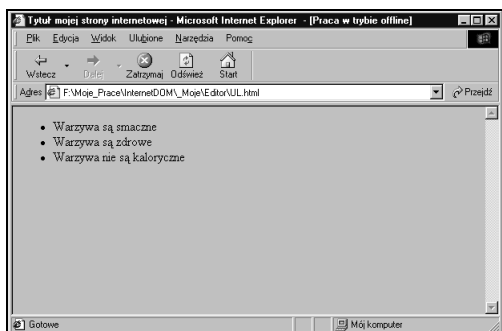 Tytuł mojej strony internetowej - Microsoft Internet Explorer - [Praca w trybie offline]
Plik Edycja Widok Ulubione Narzędzia Pomoc
Wstecz Dalej Zatrzymaj Odśwież Start
Adres F:\Moje_Prace\InternetDOM\_Moje\Editor\UL.html Przejdź
• Warzywa są smaczne
• Warzywa są zdrowe
• Warzywa nie są kaloryczne
Gotowe Mój komputer